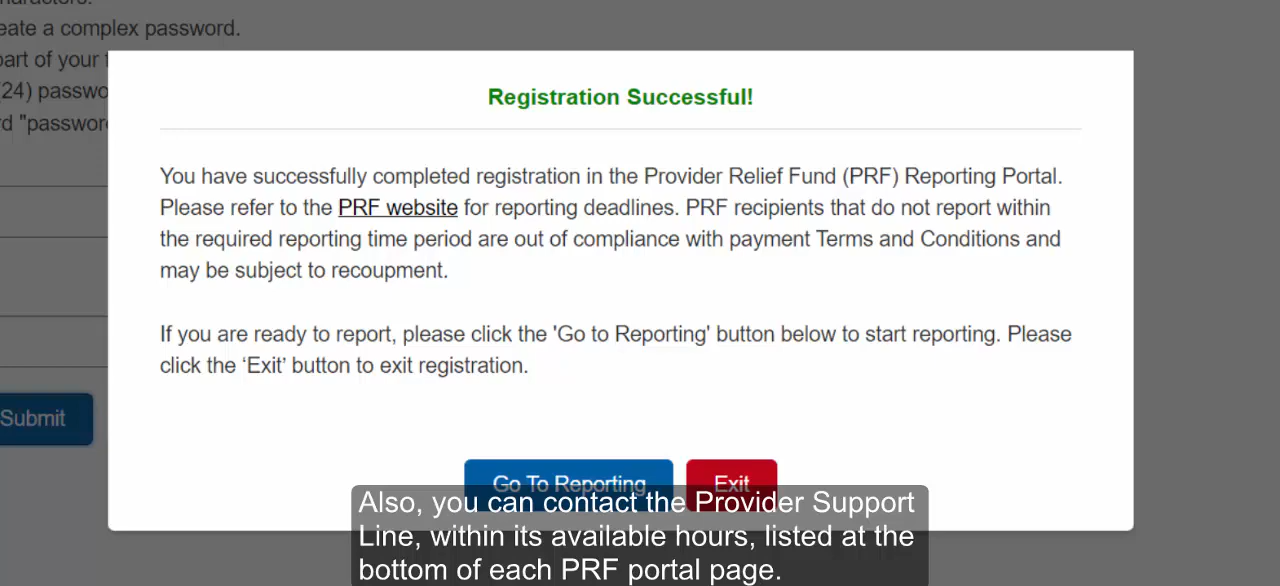 eate a complex password.
part of your
(24) passwo
rd "password
Submit
Registration Successful!
You have successfully completed registration in the Provider Relief Fund (PRF) Reporting Portal.
Please refer to the PRF website for reporting deadlines. PRF recipients that do not report within
the required reporting time period are out of compliance with payment Terms and Conditions and
may be subject to recoupment.
If you are ready to report, please click the 'Go to Reporting' button below to start reporting. Please
click the ‘Exit’ button to exit registration.
Go To Reporting Exit
Also, you can contact the Provider Support
Line, within its available hours, listed at the
bottom of each PRF portal page.